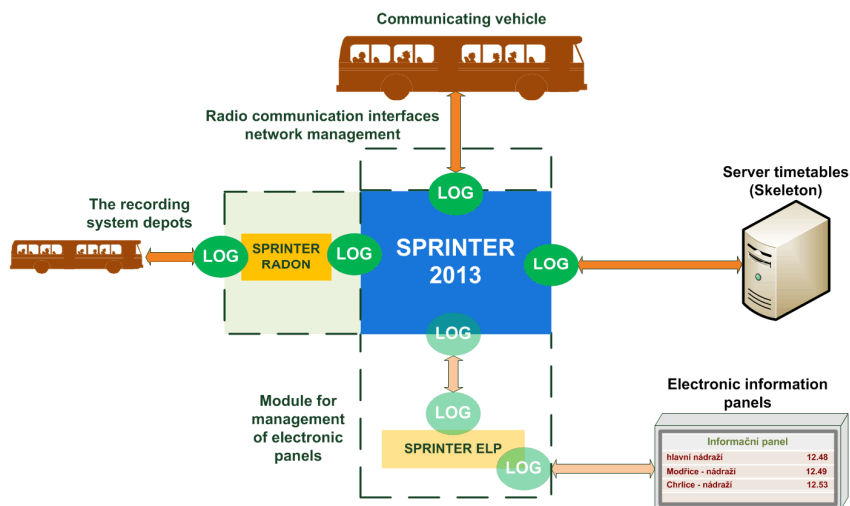 Communicating vehicle
Radio communication interfaces
network management
The recording
system depots
Server timetables
(Skeleton)
LOG
LOG
SPRINTER
RADON
LOG
SPRINTER
2013
LOG
LOG
Module for
management
of electronic
panels
LOG
SPRINTER ELP
LOG
Electronic information
panels
Informační panel
hlavní nádraží 12.48
Modřice - nádraží 12.49
Chrlice - nádraží 12.53